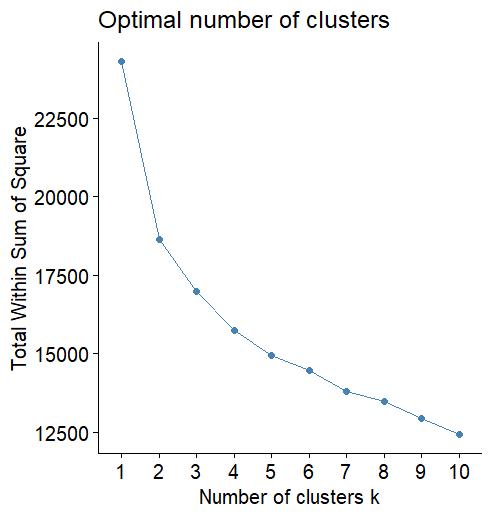 Optimal number of clusters
Total Within Sum of Square
22500
20000
17500
15000
12500
1 2 3 4 5 6 7 8 9 10
Number of clusters k